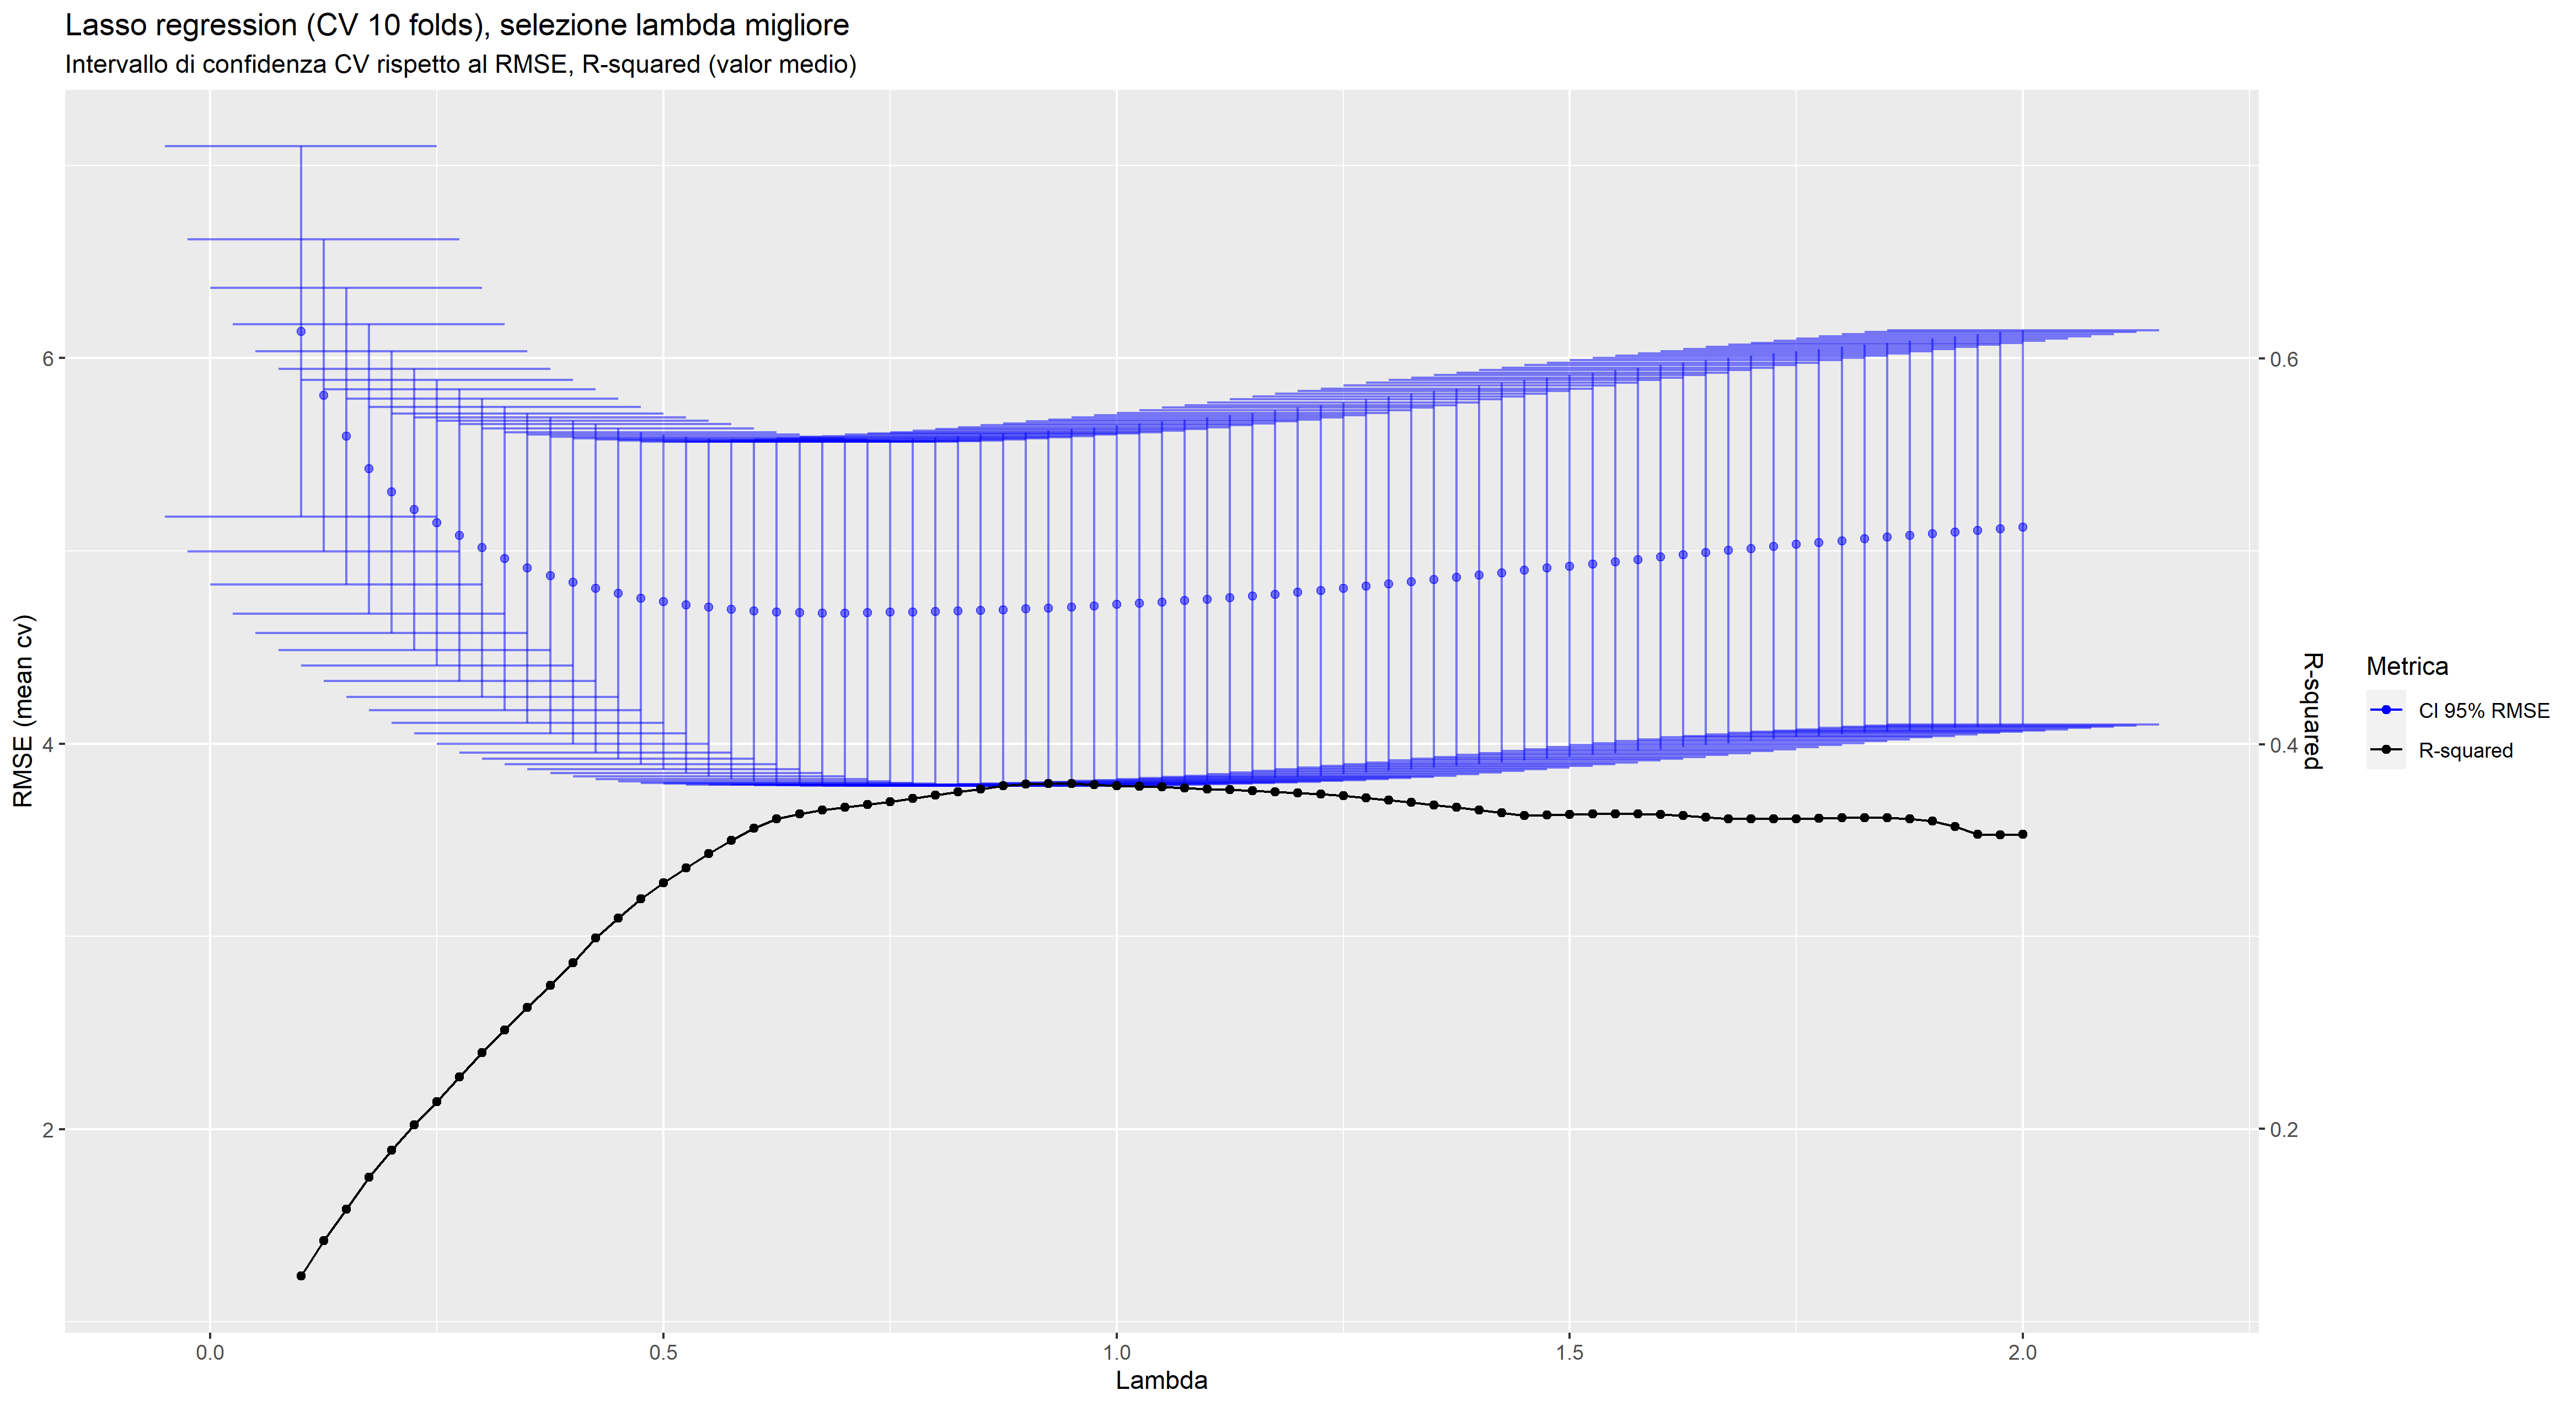 Lasso regression (CV 10 folds), selezione lambda migliore
Intervallo di confidenza CV rispetto al RMSE, R-squared (valor medio)
RMSE (mean cv)
6
4
2
0.6
0.4
0.2
R-squared
0.0
0.5
1.0
1.5
2.0
Lambda
Metrica
CI 95% RMSE
R-squared